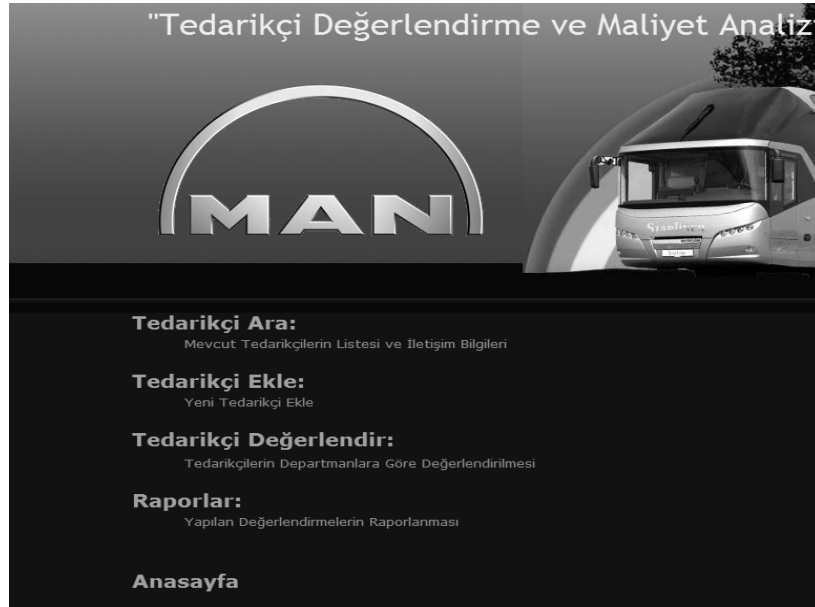 "Tedarikçi Değerlendirme ve Maliyet Analiz
MAN
Starliner
Tedarikçi Ara:
Mevcut Tedarikçilerin Listesi ve İletişim Bilgileri
Tedarikçi Ekle:
Yeni Tedarikçi Ekle
Tedarikçi Değerlendir:
Tedarikçilerin Departmanlara Göre Değerlendirilmesi
Raporlar:
Yapılan Değerlendirmelerin Raporlanması
Anasayfa